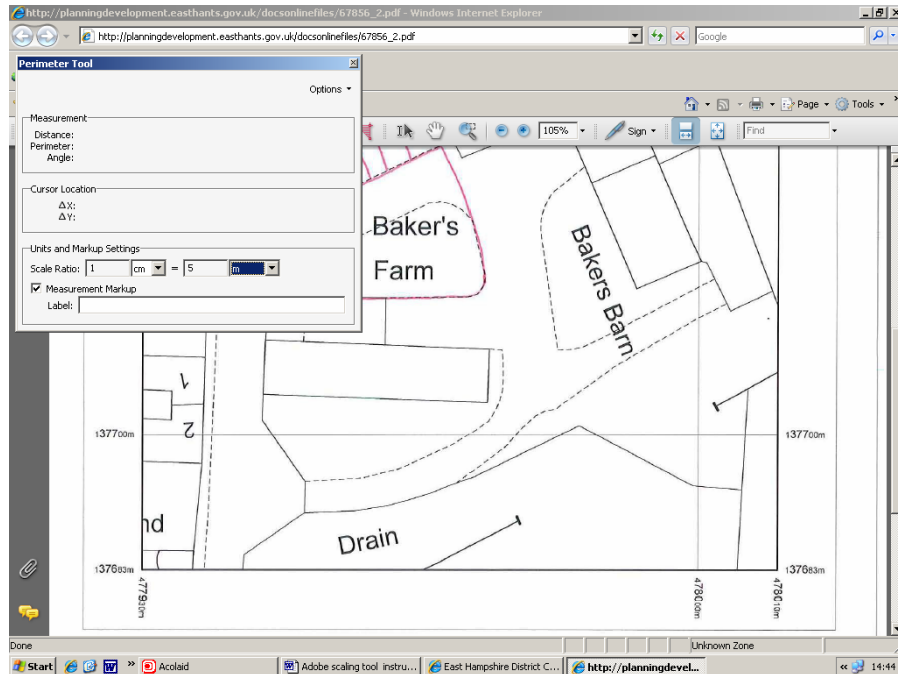 http://planningdevelopment.easthants.gov.uk/docsonlinefiles/67856_2.pdf - Windows Internet Explorer
http://planningdevelopment.easthants.gov.uk/docsonlinefiles/67856_2.pdf
Google
Perimeter Tool
Options
Page
Tools
Measurement
Distance:
Perimeter:
Angle:
105%
Sign
Find
Cursor Location
ΔX:
ΔY:
Units and Markup Settings
Scale Ratio: 1 cm = 5 m
Measurement Markup
Label:
Baker's
Farm
Bakers Barn
1
2
137700m
137700m
nd
Drain
137683m
137683m
477930m
478000m
478010m
Done
Unknown Zone
Start
»
Acolaid
Adobe scaling tool instru...
East Hampshire District C...
http://planningdevel...
«
14:44